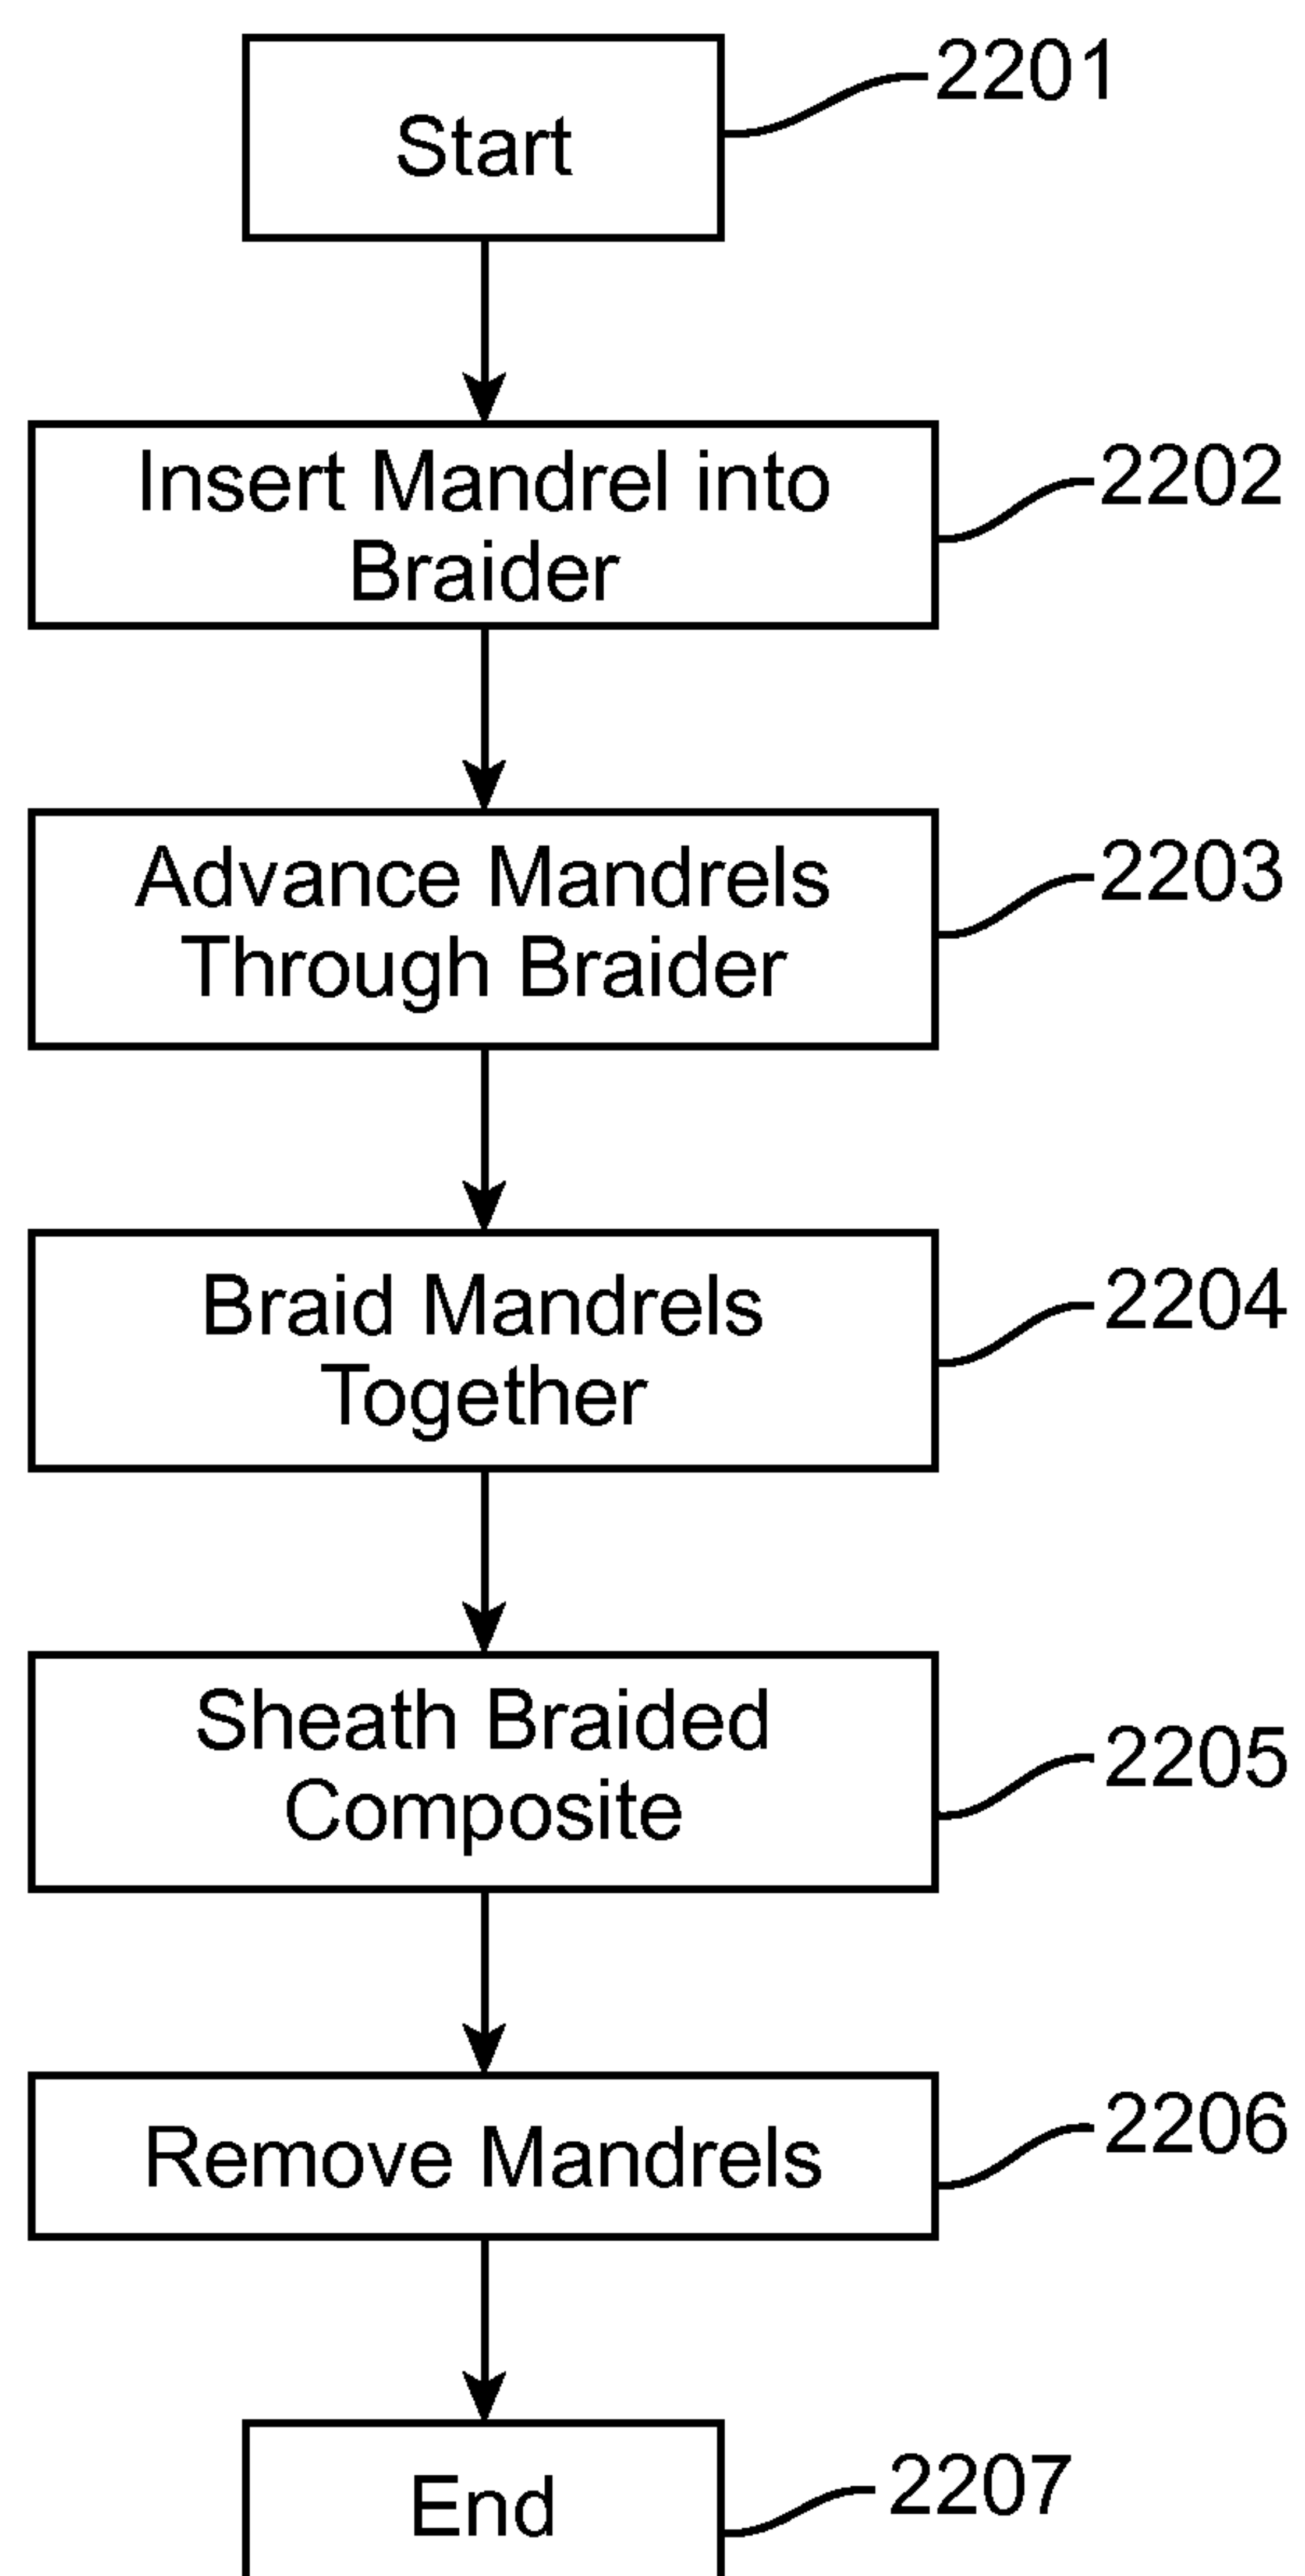 Start
2201
Insert Mandrel into
Braider
2202
Advance Mandrels
Through Braider
2203
Braid Mandrels
Together
2204
Sheath Braided
Composite
2205
Remove Mandrels
2206
End
2207